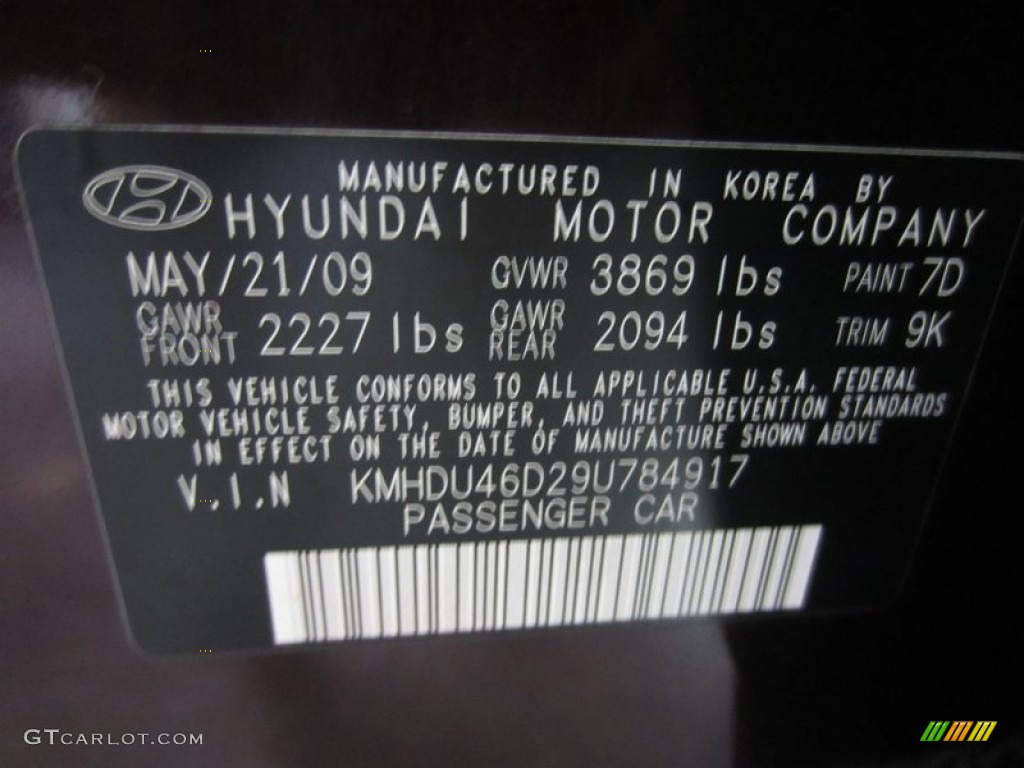 MANUFACTURED IN KOREA BY
HYUNDAI MOTOR COMPANY
MAY/21/09 GVWR 3869 lbs PAINT 7D
GAWR FRONT 2227 lbs GAWR REAR 2094 lbs TRIM 9K
THIS VEHICLE CONFORMS TO ALL APPLICABLE U.S.A. FEDERAL
MOTOR VEHICLE SAFETY, BUMPER, AND THEFT PREVENTION STANDARDS
IN EFFECT ON THE DATE OF MANUFACTURE SHOWN ABOVE
V.I.N KMHDU46D29U784917
PASSENGER CAR
GTCARLOT.COM